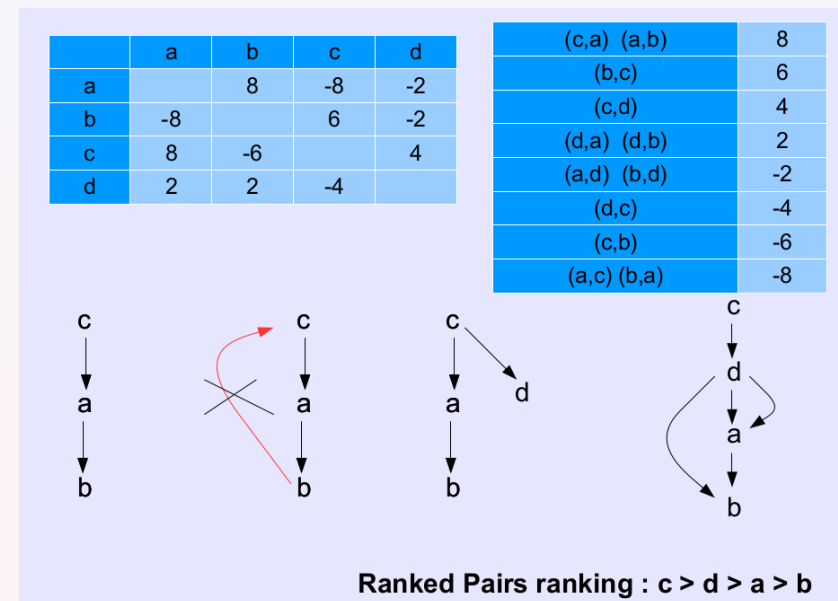 a b c d
a 8 -8 -2
b -8 6 -2
c 8 -6 4
d 2 2 -4
(c,a) (a,b) 8
(b,c) 6
(c,d) 4
(d,a) (d,b) 2
(a,d) (b,d) -2
(d,c) -4
(c,b) -6
(a,c) (b,a) -8
c
a
b
c
a
b
c
d
a
b
c
d
a
b
Ranked Pairs ranking : c > d > a > b